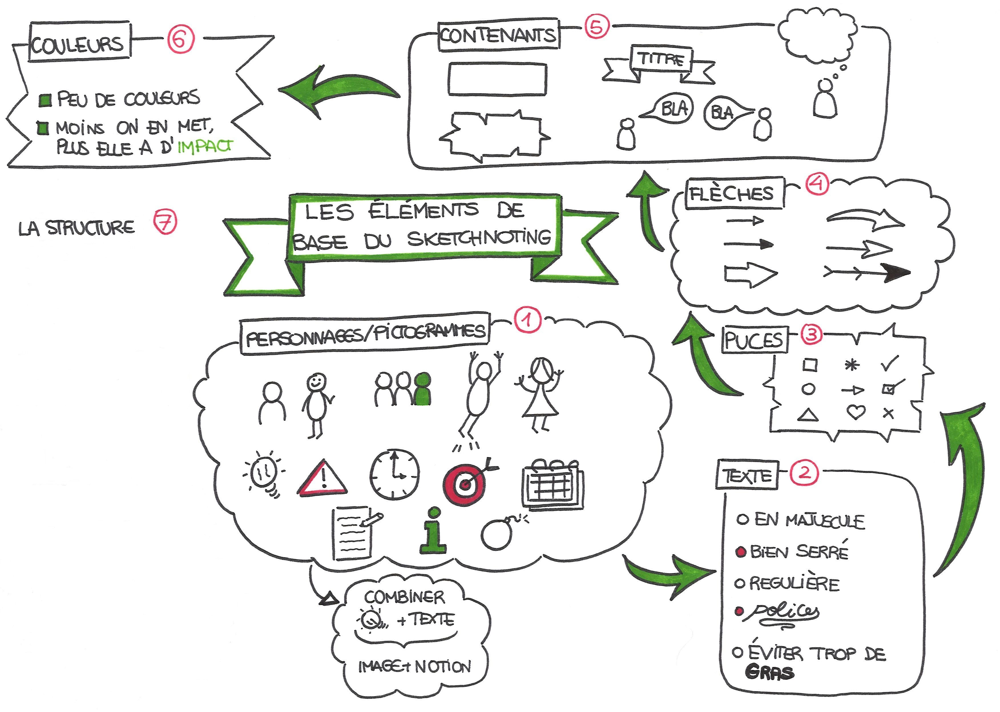 COULEURS 6
PEU DE COULEURS
MOINS ON EN MET,
PLUS ELLE A D'IMPACT
CONTENANTS 5
TITRE
BLA BLA
FLÈCHES 4
LA STRUCTURE 7
LES ÉLÉMENTS DE
BASE DU SKETCHNOTING
PERSONNAGES/PICTOGRAMMES 1
!
i
COMBINER
+ TEXTE
IMAGE + NOTION
PUCES 3
TEXTE 2
EN MAJUSCULE
BIEN SERRÉ
REGULIÈRE
polices
ÉVITER TROP DE
GRAS